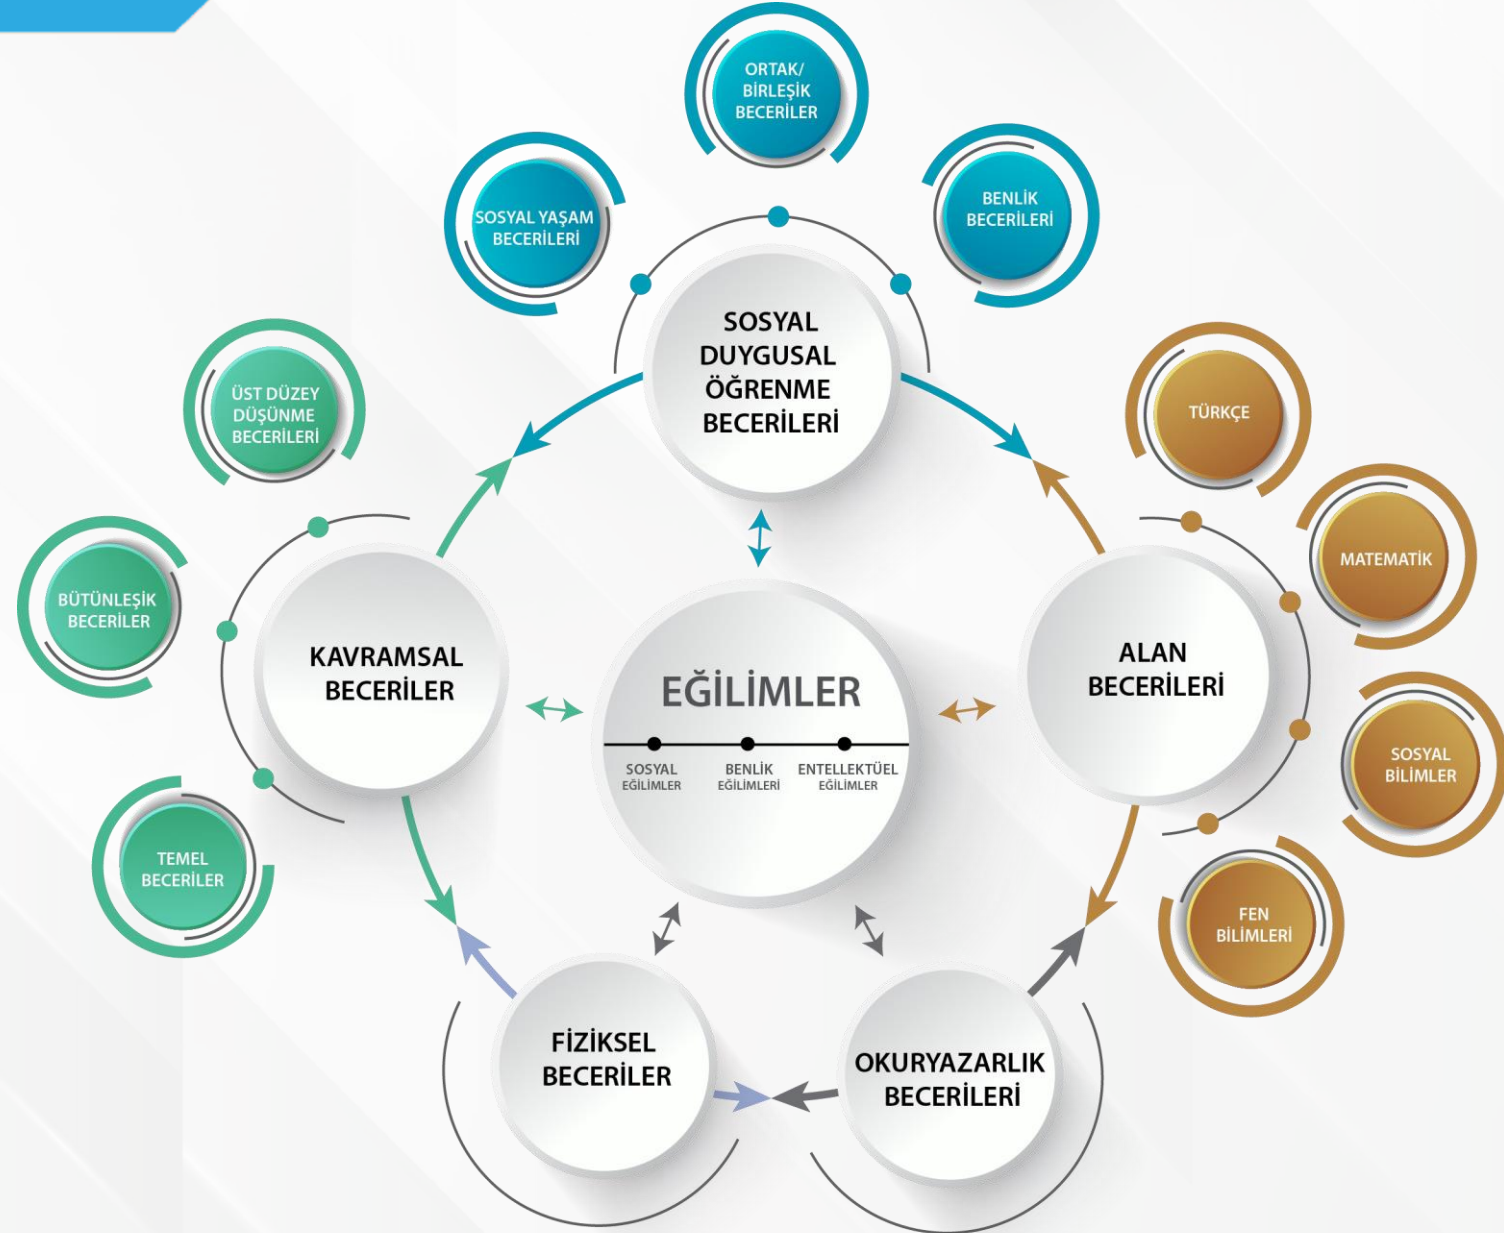 ORTAK/
BİRLEŞİK
BECERİLER
SOSYAL YAŞAM
BECERİLERİ
BENLİK
BECERİLERİ
SOSYAL
DUYGUSAL
ÖĞRENME
BECERİLERİ
ÜST DÜZEY
DÜŞÜNME
BECERİLERİ
TÜRKÇE
BÜTÜNLEŞİK
BECERİLER
MATEMATİK
KAVRAMSAL
BECERİLER
ALAN
BECERİLERİ
EĞİLİMLER
SOSYAL
EĞİLİMLER
BENLİK
EĞİLİMLERİ
ENTELLEKTÜEL
EĞİLİMLER
SOSYAL
BİLİMLER
TEMEL
BECERİLER
FEN
BİLİMLERİ
FİZİKSEL
BECERİLER
OKURYAZARLIK
BECERİLERİ